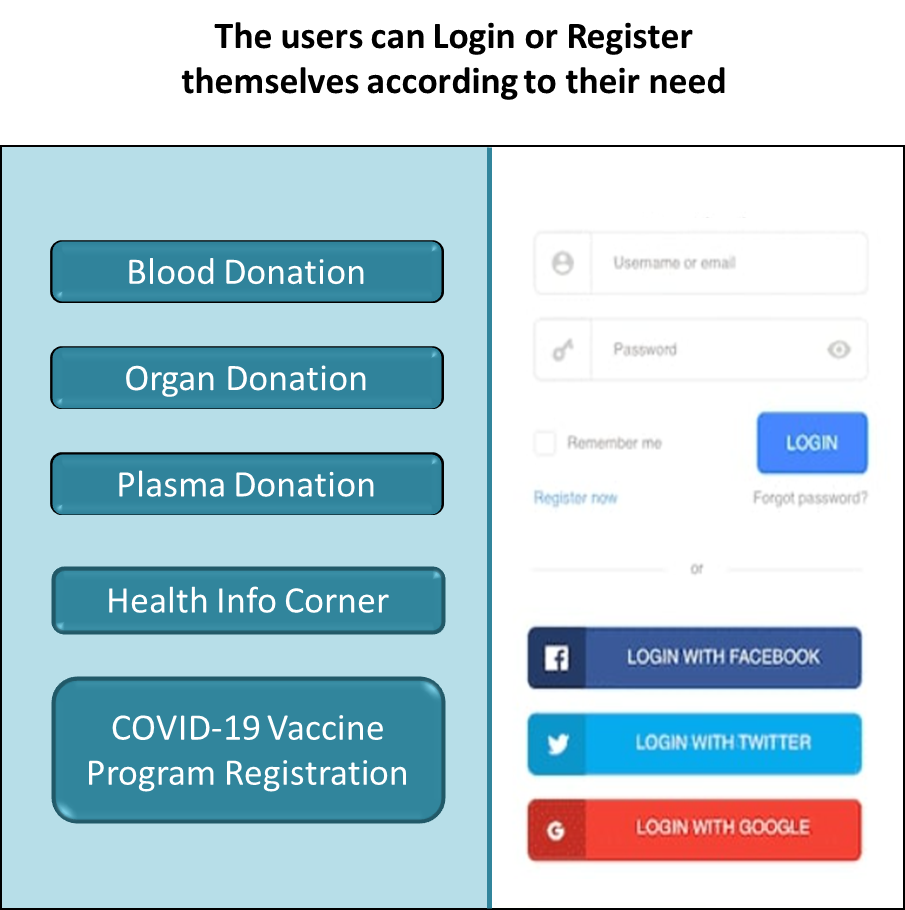 The users can Login or Register
themselves according to their need
Blood Donation
Organ Donation
Plasma Donation
Health Info Corner
COVID-19 Vaccine
Program Registration
Username or email
Password
Remember me
LOGIN
Register now
Forgot password?
or
LOGIN WITH FACEBOOK
LOGIN WITH TWITTER
LOGIN WITH GOOGLE